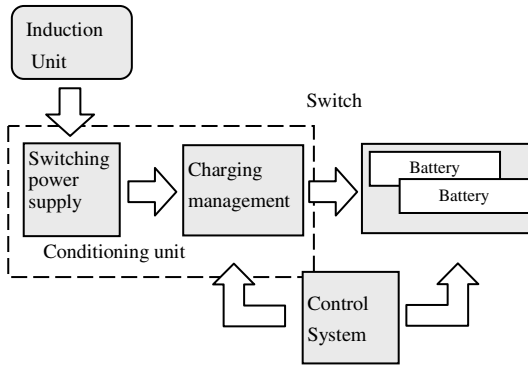 Induction
Unit
Switch
Switching
power
supply
Charging
management
Battery
Battery
Conditioning unit
Control
System